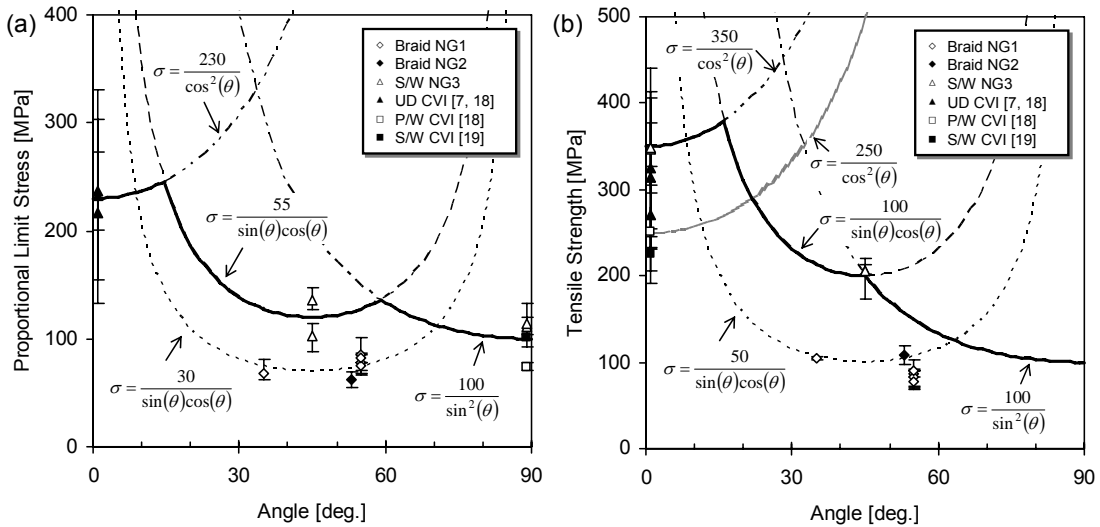 (a)
Proportional Limit Stress [MPa]
400
300
200
100
0
0 30 60 90
Angle [deg.]
Braid NG1
Braid NG2
S/W NG3
UD CVI [7, 18]
P/W CVI [18]
S/W CVI [19]
σ = 230 / cos²(θ)
σ = 55 / sin(θ)cos(θ)
σ = 30 / sin(θ)cos(θ)
σ = 100 / sin²(θ)
(b)
Tensile Strength [MPa]
500
400
300
200
100
0
0 30 60 90
Angle [deg.]
Braid NG1
Braid NG2
S/W NG3
UD CVI [7, 18]
P/W CVI [18]
S/W CVI [19]
σ = 350 / cos²(θ)
σ = 250 / cos²(θ)
σ = 100 / sin(θ)cos(θ)
σ = 50 / sin(θ)cos(θ)
σ = 100 / sin²(θ)